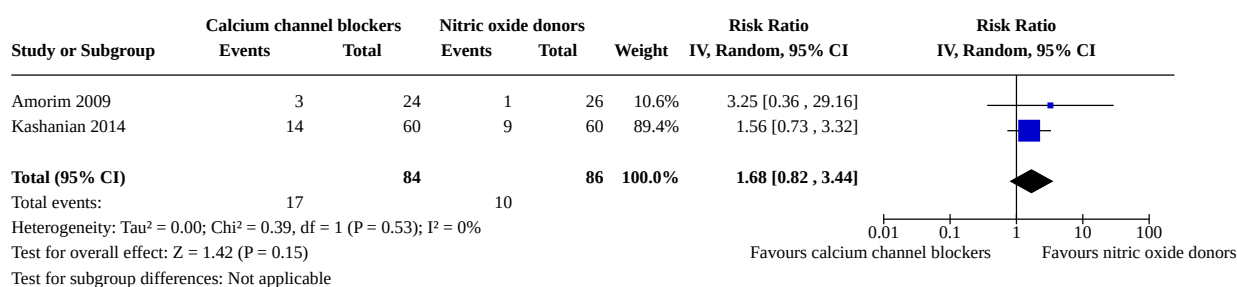 Calcium channel blockers Nitric oxide donors Risk Ratio Risk Ratio
Study or Subgroup Events Total Events Total Weight IV, Random, 95% CI IV, Random, 95% CI
Amorim 2009 3 24 1 26 10.6% 3.25 [0.36 , 29.16]
Kashanian 2014 14 60 9 60 89.4% 1.56 [0.73 , 3.32]
Total (95% CI) 84 86 100.0% 1.68 [0.82 , 3.44]
Total events: 17 10
Heterogeneity: Tau² = 0.00; Chi² = 0.39, df = 1 (P = 0.53); I² = 0%
0.01 0.1 1 10 100
Test for overall effect: Z = 1.42 (P = 0.15)
Favours calcium channel blockers Favours nitric oxide donors
Test for subgroup differences: Not applicable